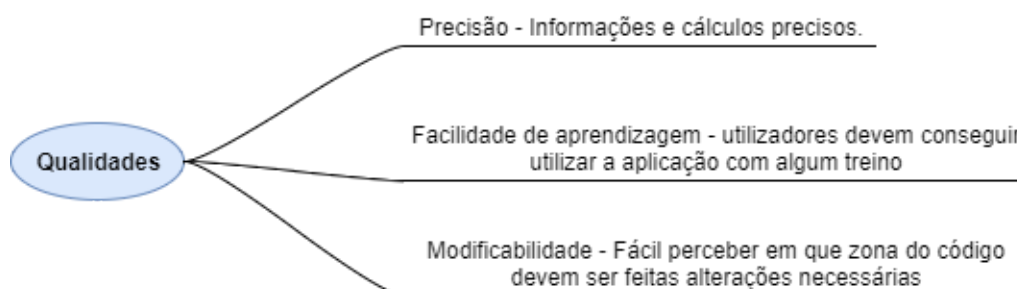 Precisão - Informações e cálculos precisos.
Facilidade de aprendizagem - utilizadores devem conseguir
utilizar a aplicação com algum treino
Qualidades
Modificabilidade - Fácil perceber em que zona do código
devem ser feitas alterações necessárias